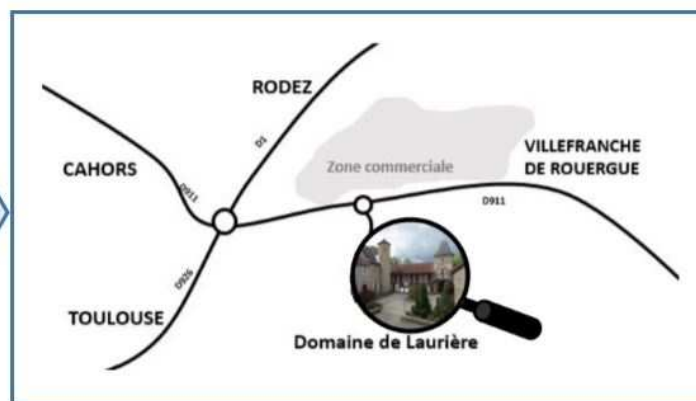 RODEZ
D1
CAHORS
D911
Zone commerciale
VILLEFRANCHE
DE ROUERGUE
D911
D926
TOULOUSE
Domaine de Laurière